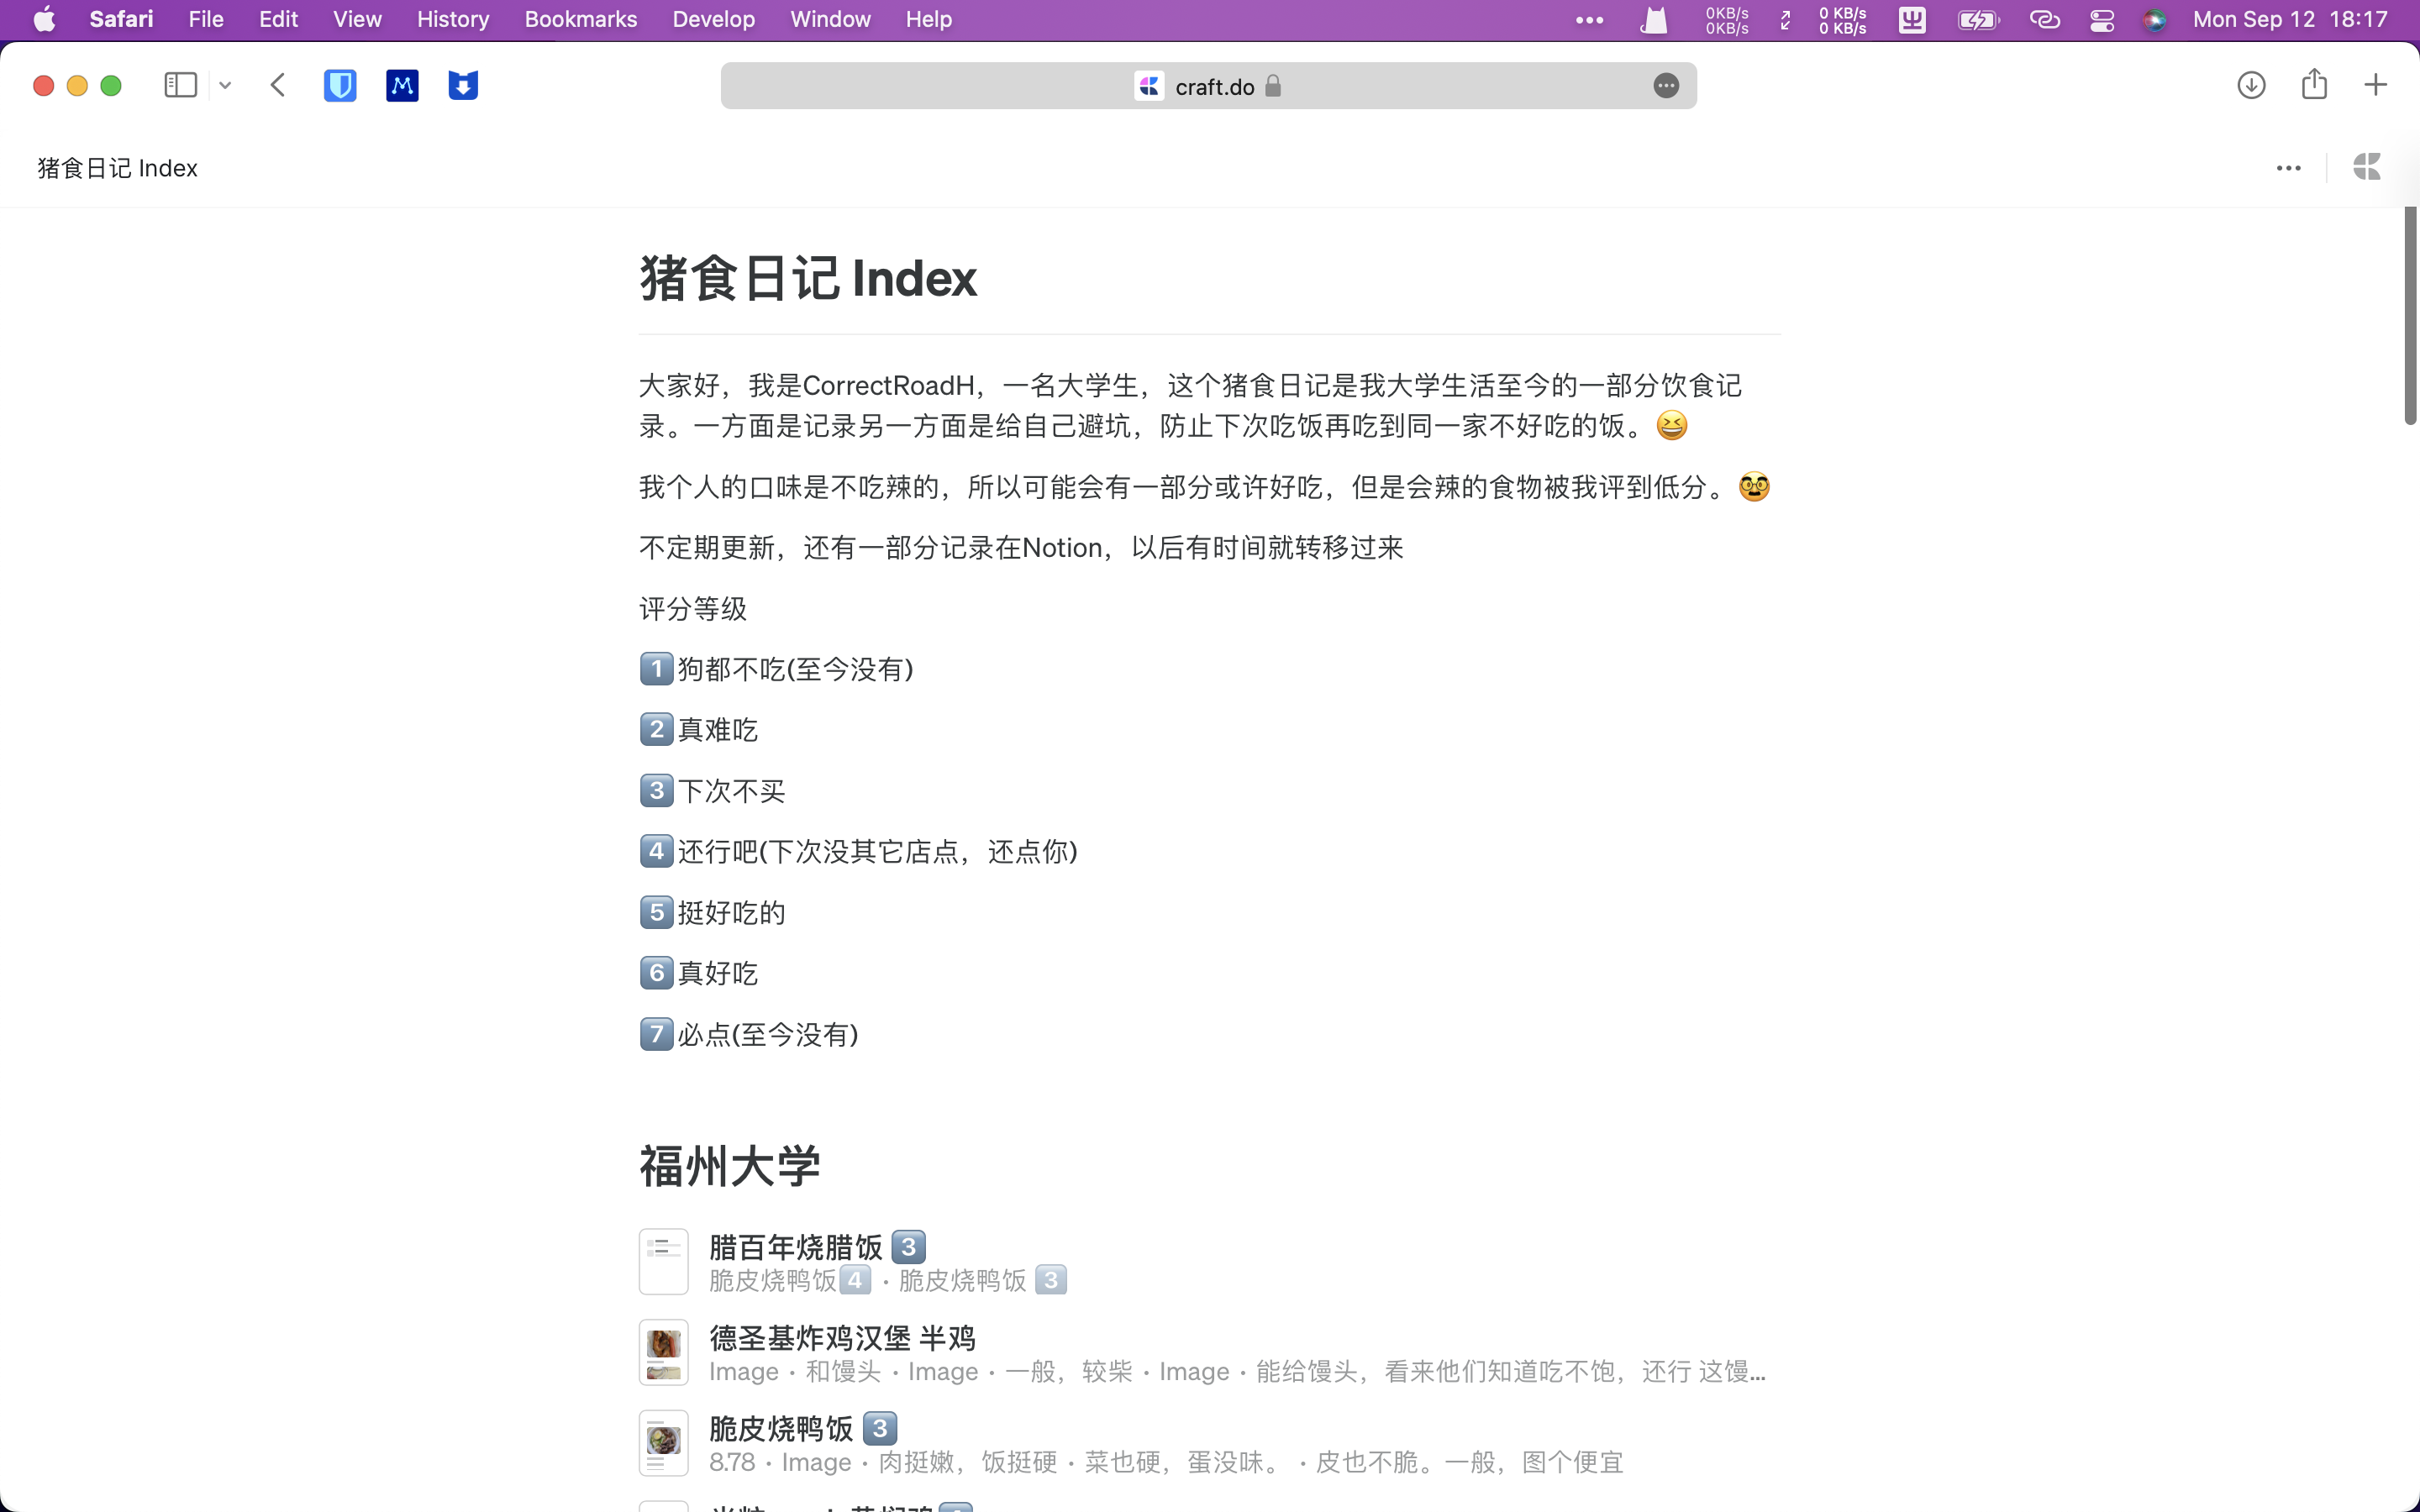 Safari File Edit View History Bookmarks Develop Window Help
0KB/s 0 KB/s
0KB/s 0 KB/s
Mon Sep 12 18:17
craft.do
猪食日记 Index
猪食日记 Index
大家好，我是CorrectRoadH，一名大学生，这个猪食日记是我大学生活至今的一部分饮食记
录。一方面是记录另一方面是给自己避坑，防止下次吃饭再吃到同一家不好吃的饭。😆
我个人的口味是不吃辣的，所以可能会有一部分或许好吃，但是会辣的食物被我评到低分。🥸
不定期更新，还有一部分记录在Notion，以后有时间就转移过来
评分等级
1️⃣狗都不吃(至今没有)
2️⃣真难吃
3️⃣下次不买
4️⃣还行吧(下次没其它店点，还点你)
5️⃣挺好吃的
6️⃣真好吃
7️⃣必点(至今没有)
福州大学
腊百年烧腊饭 3️⃣
脆皮烧鸭饭4️⃣ · 脆皮烧鸭饭 3️⃣
德圣基炸鸡汉堡 半鸡
Image · 和馒头 · Image · 一般，较柴 · Image · 能给馒头，看来他们知道吃不饱，还行 这馒...
脆皮烧鸭饭 3️⃣
8.78 · Image · 肉挺嫩，饭挺硬 · 菜也硬，蛋没味。 · 皮也不脆。一般，图个便宜